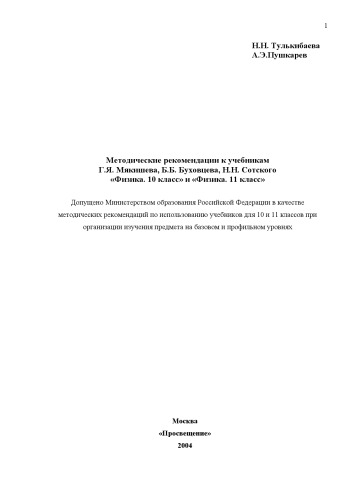 1
Н.Н. Тулькибаева
А.Э.Пушкарев
Методические рекомендации к учебникам
Г.Я. Мякишева, Б.Б. Буховцева, Н.Н. Сотского
«Физика. 10 класс» и «Физика. 11 класс»
Допущено Министерством образования Российской Федерации в качестве
методических рекомендаций по использованию учебников для 10 и 11 классов при
организации изучения предмета на базовом и профильном уровнях
Москва
«Просвещение»
2004